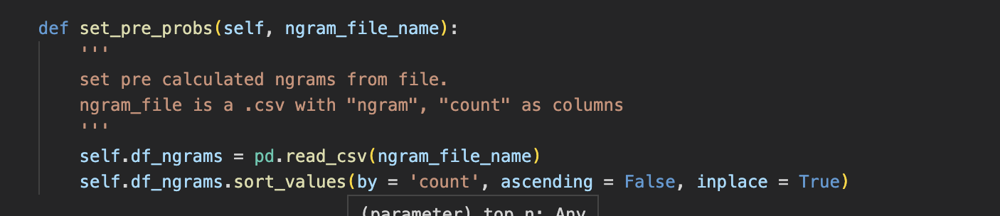 def set_pre_probs(self, ngram_file_name):
'''
set pre calculated ngrams from file.
ngram_file is a .csv with "ngram", "count" as columns
'''
self.df_ngrams = pd.read_csv(ngram_file_name)
self.df_ngrams.sort_values(by = 'count', ascending = False, inplace = True)
(parameter) top_n: Any